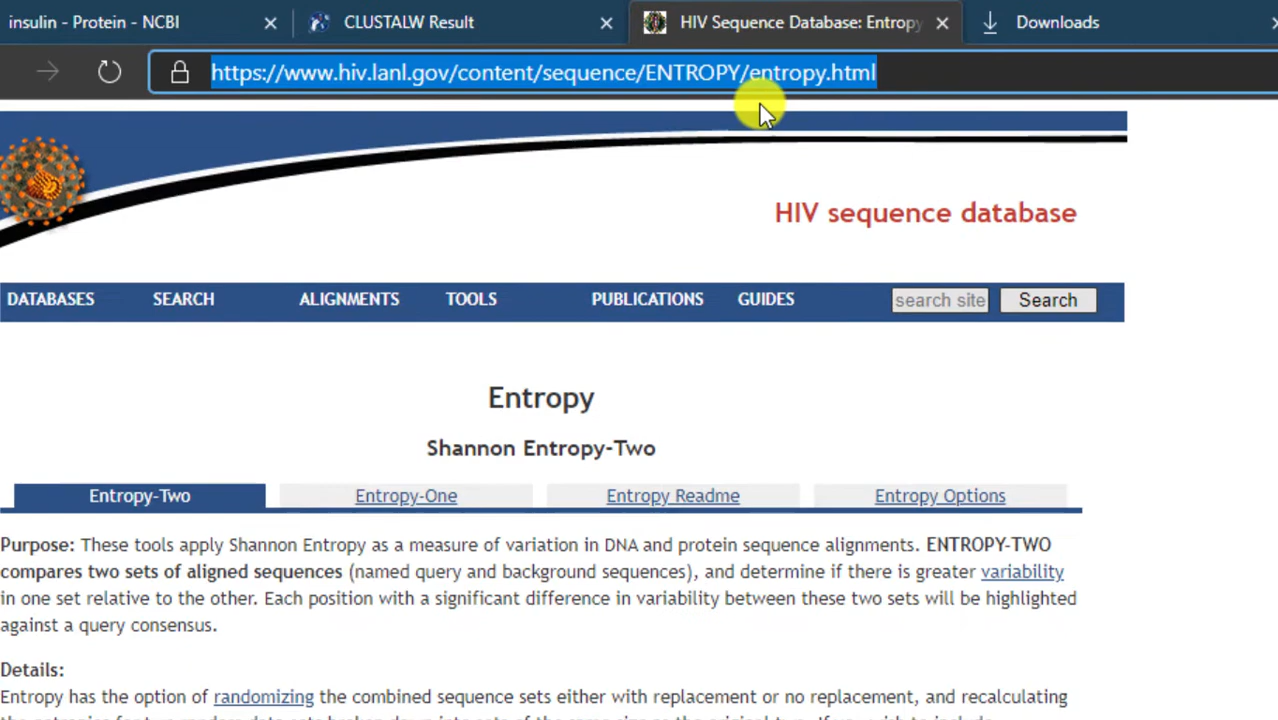 insulin - Protein - NCBI
CLUSTALW Result
HIV Sequence Database: Entropy
Downloads
https://www.hiv.lanl.gov/content/sequence/ENTROPY/entropy.html
HIV sequence database
DATABASES SEARCH ALIGNMENTS TOOLS PUBLICATIONS GUIDES search site Search
Entropy
Shannon Entropy-Two
Entropy-Two Entropy-One Entropy Readme Entropy Options
Purpose: These tools apply Shannon Entropy as a measure of variation in DNA and protein sequence alignments. ENTROPY-TWO
compares two sets of aligned sequences (named query and background sequences), and determine if there is greater variability
in one set relative to the other. Each position with a significant difference in variability between these two sets will be highlighted
against a query consensus.
Details:
Entropy has the option of randomizing the combined sequence sets either with replacement or no replacement, and recalculating